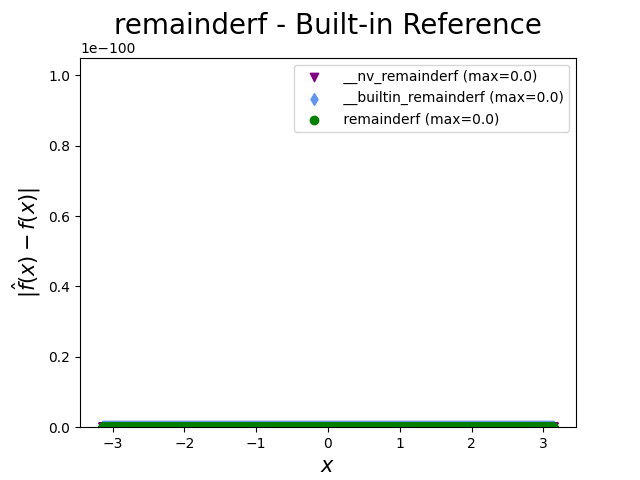 remainderf - Built-in Reference
1e−100
__nv_remainderf (max=0.0)
__builtin_remainderf (max=0.0)
remainderf (max=0.0)
1.0
0.8
0.6
0.4
0.2
0.0
|f̂(x) − f(x)|
−3
−2
−1
0
1
2
3
x